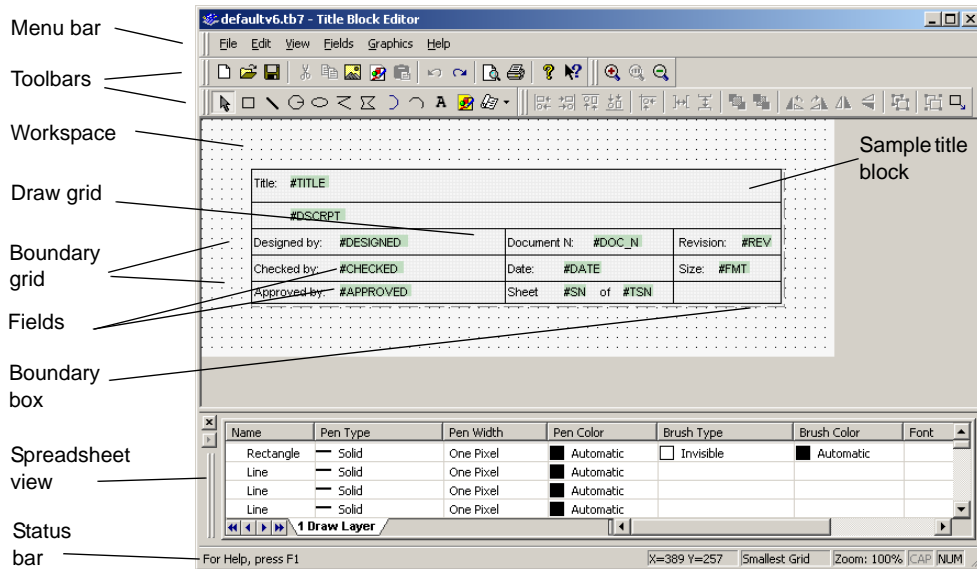 defaultv6.tb7 - Title Block Editor
Menu bar
File Edit View Fields Graphics Help
Toolbars
Workspace
Sample title
block
Title: #TITLE
Draw grid
#DSCRPT
Designed by: #DESIGNED Document N: #DOC_N Revision: #REV
Boundary
grid
Checked by: #CHECKED Date: #DATE Size: #FMT
Approved by: #APPROVED Sheet #SN of #TSN
Fields
Boundary
box
Name Pen Type Pen Width Pen Color Brush Type Brush Color Font
Rectangle Solid One Pixel Automatic Invisible Automatic
Spreadsheet
view
Line Solid One Pixel Automatic
Line Solid One Pixel Automatic
Line Solid One Pixel Automatic
1 Draw Layer
Status
bar
For Help, press F1 X=389 Y=257 Smallest Grid Zoom: 100% CAP NUM